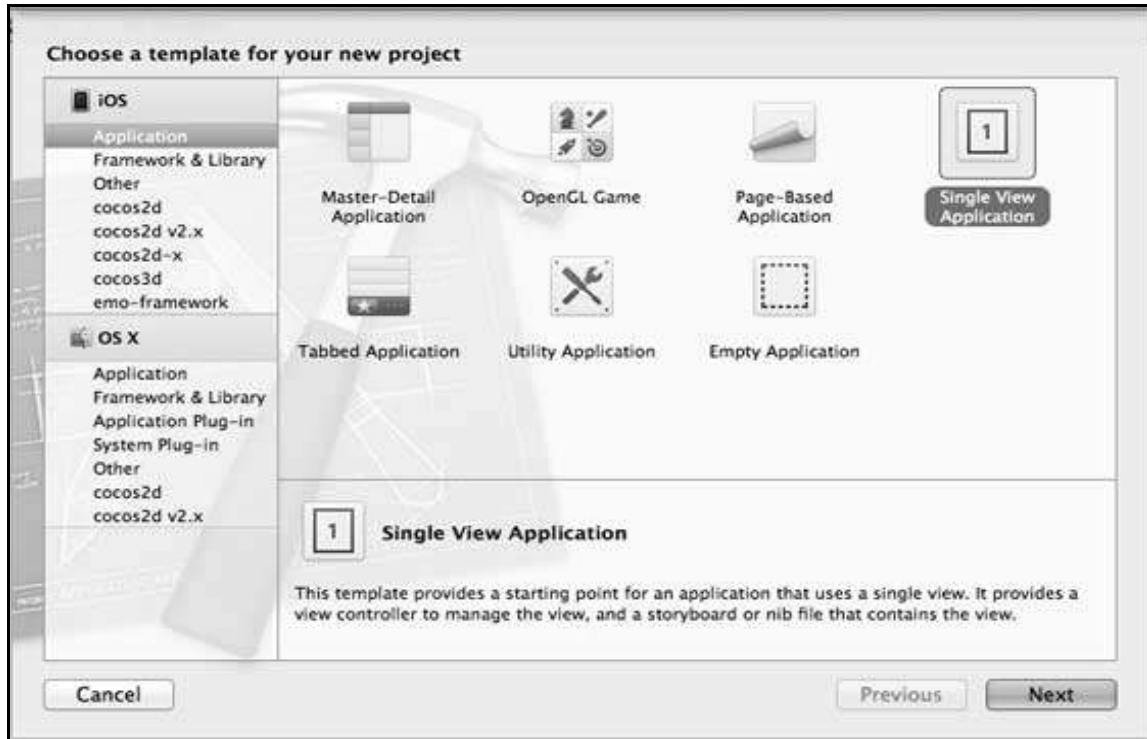 Choose a template for your new project
iOS
Application
Framework & Library
Other
cocos2d
cocos2d v2.x
cocos2d-x
cocos3d
emo-framework
OS X
Application
Framework & Library
Application Plug-in
System Plug-in
Other
cocos2d
cocos2d v2.x
Master-Detail
Application
OpenGL Game
Page-Based
Application
1
Single View
Application
Tabbed Application
Utility Application
Empty Application
1
Single View Application
This template provides a starting point for an application that uses a single view. It provides a
view controller to manage the view, and a storyboard or nib file that contains the view.
Cancel
Previous
Next